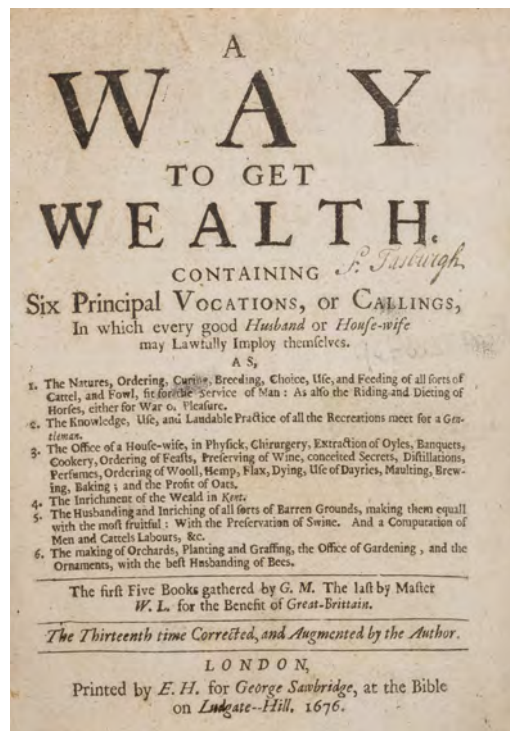 A
WAY
TO GET
WEALTH.
CONTAINING
Six Principal VOCATIONS, or CALLINGS,
In which every good Husband or Houſe-wife
may Lawfully Imploy themſelves.
AS,
1. The Natures, Ordering, Curing, Breeding, Choice, Uſe, and Feeding of all ſorts of
Cattel, and Fowl, fit for the Service of Man : As alſo the Riding and Dieting of
Horſes, either for War or Pleaſure.
2. The Knowledge, Uſe, and Laudable Practice of all the Recreations meet for a Gen-
tleman.
3. The Office of a Houſe-wife, in Phyſick, Chirurgery, Extraction of Oyles, Banquets,
Cookery, Ordering of Feaſts, Preſerving of Wine, conceited Secrets, Diſtillations,
Perfumes, Ordering of Wooll, Hemp, Flax, Dying, Uſe of Dayries, Maulting, Brew-
ing, Baking ; and the Profit of Oats.
4. The Inrichment of the Weald in Kent.
5. The Husbanding and Inriching of all ſorts of Barren Grounds, making them equall
with the moſt fruitful : With the Preſervation of Swine. And a Computation of
Men and Cattels Labours, &c.
6. The making of Orchards, Planting and Graffing, the Office of Gardening , and the
Ornaments, with the beſt Husbanding of Bees.
The firſt Five Books gathered by G. M. The laſt by Maſter
W. L. for the Benefit of Great-Brittain.
The Thirteenth time Corrected, and Augmented by the Author.
LONDON,
Printed by E. H. for George Sawbridge, at the Bible
on Ludgate--Hill. 1676.
Tasburgh